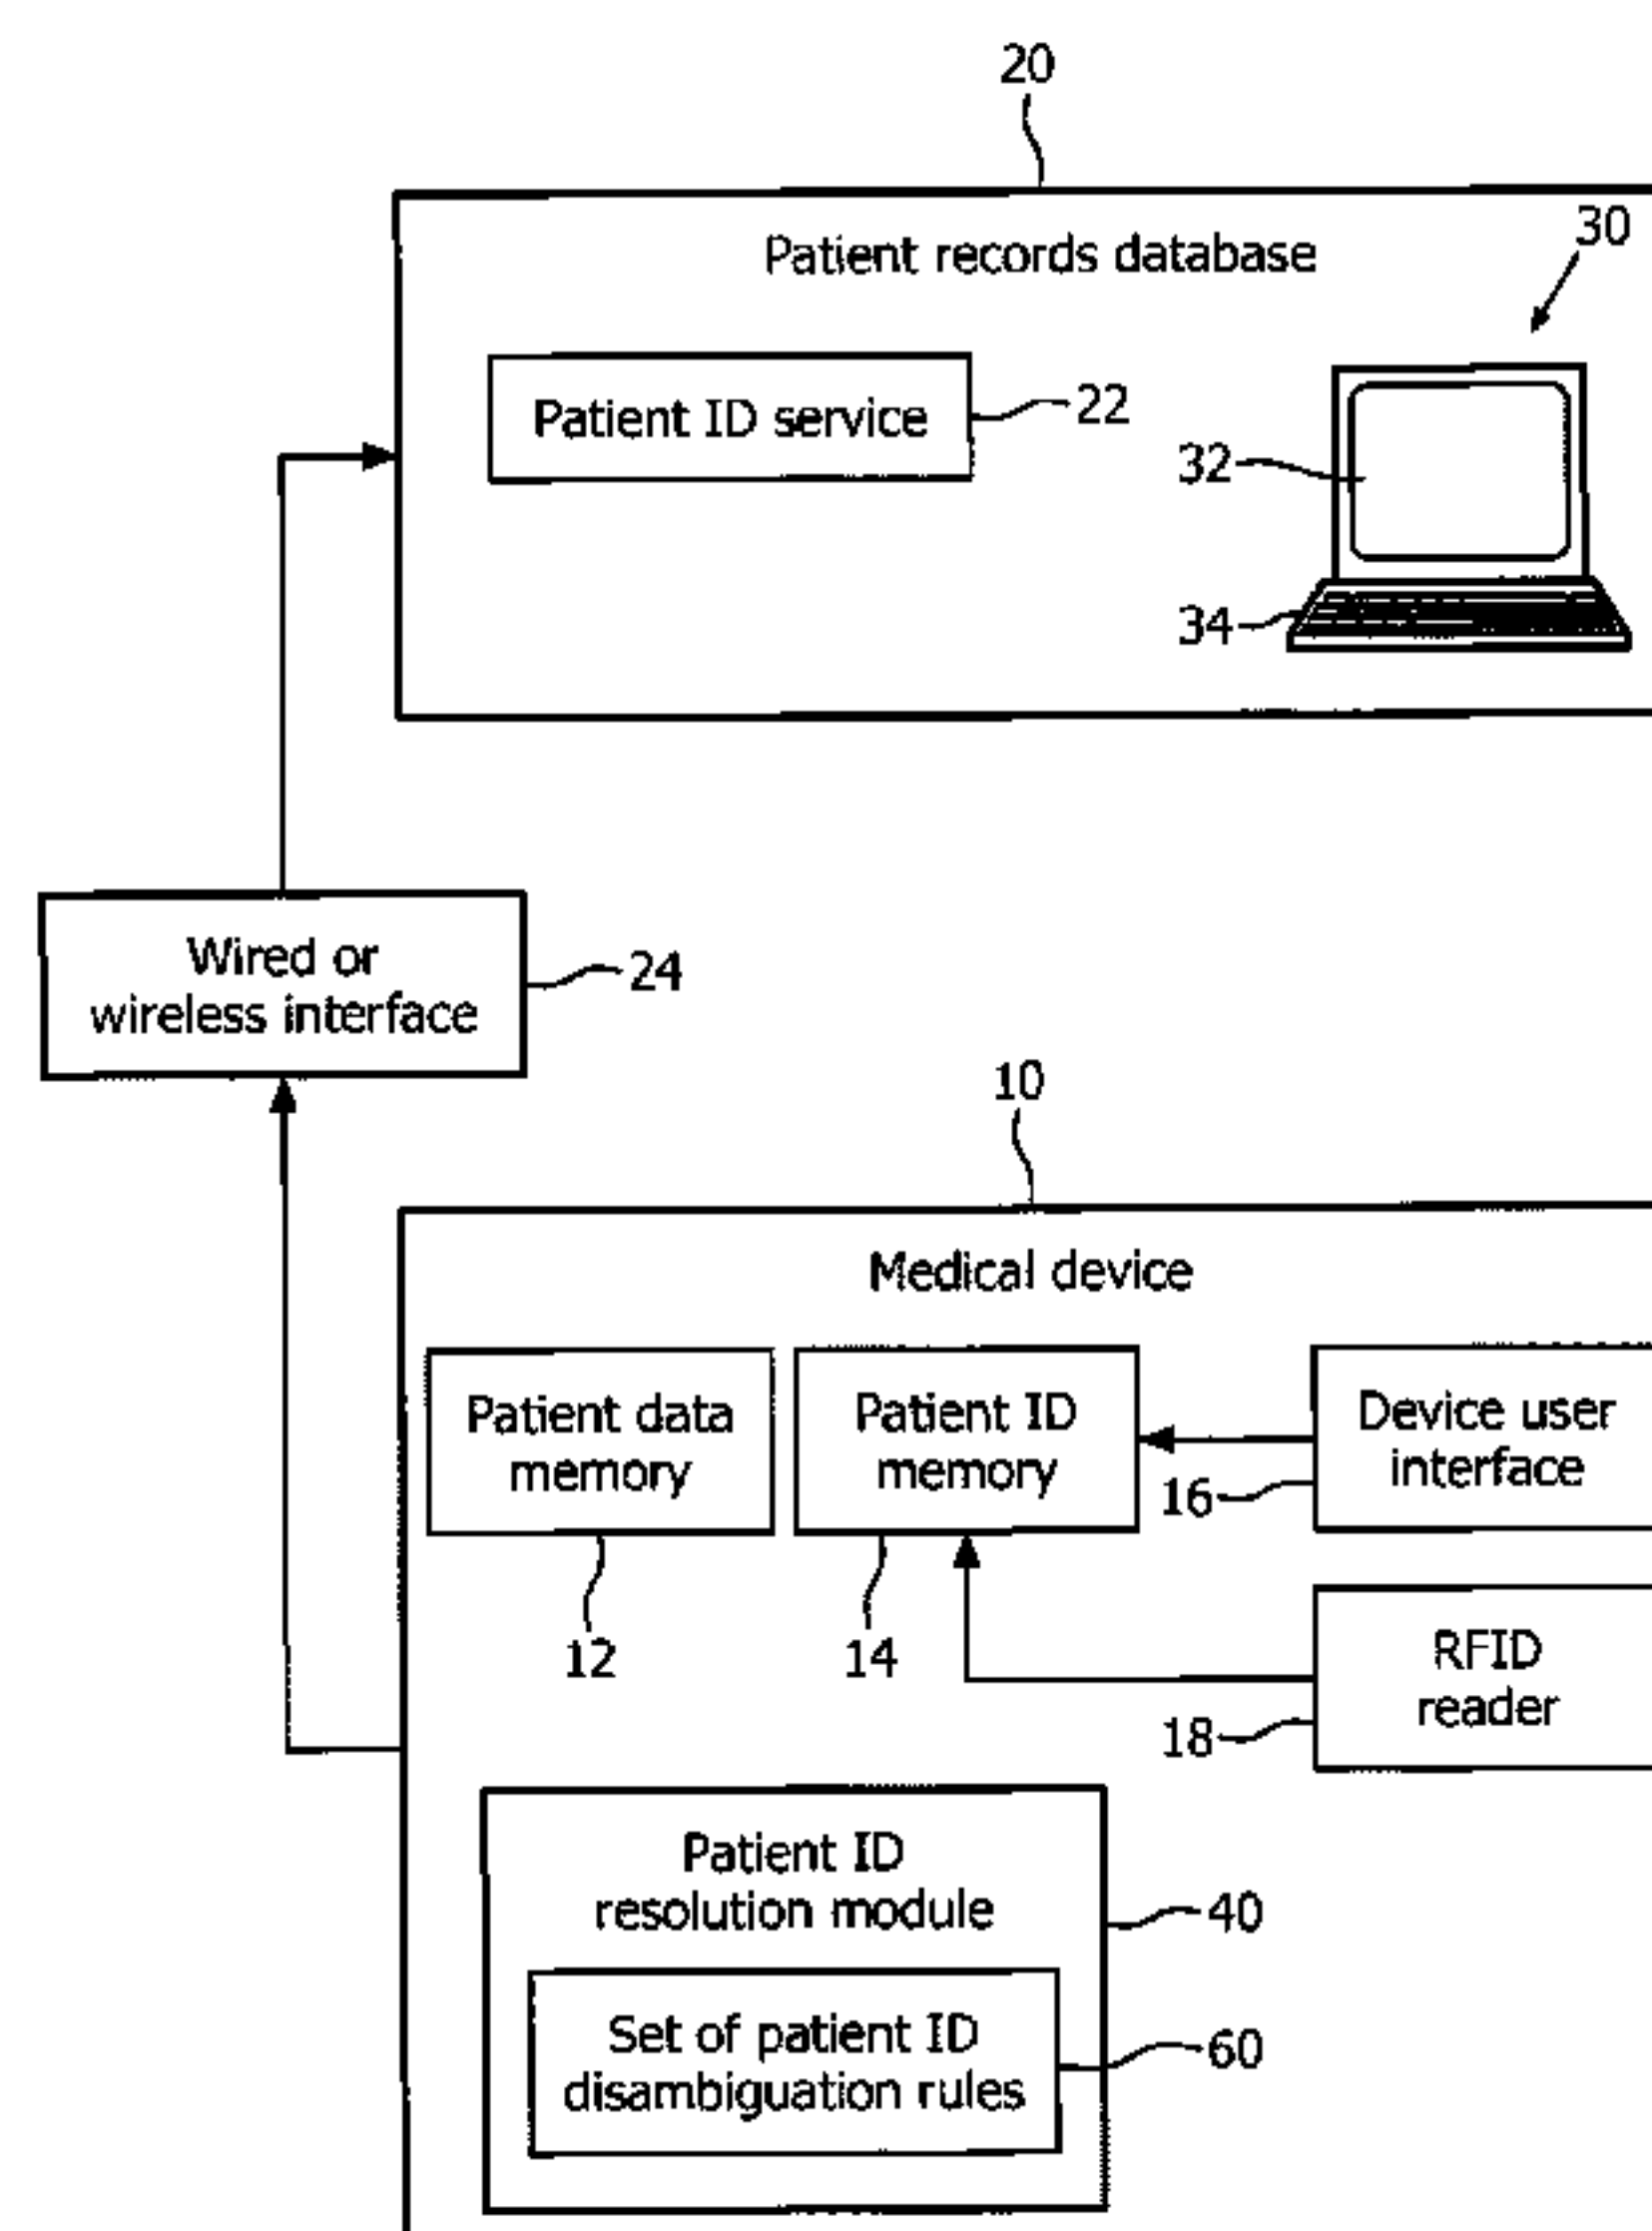 20
Patient records database
30
Patient ID service
22
32
34
Wired or
wireless interface
24
10
Medical device
Patient data
memory
Patient ID
memory
Device user
interface
16
12
14
RFID
reader
18
Patient ID
resolution module
40
Set of patient ID
disambiguation rules
60